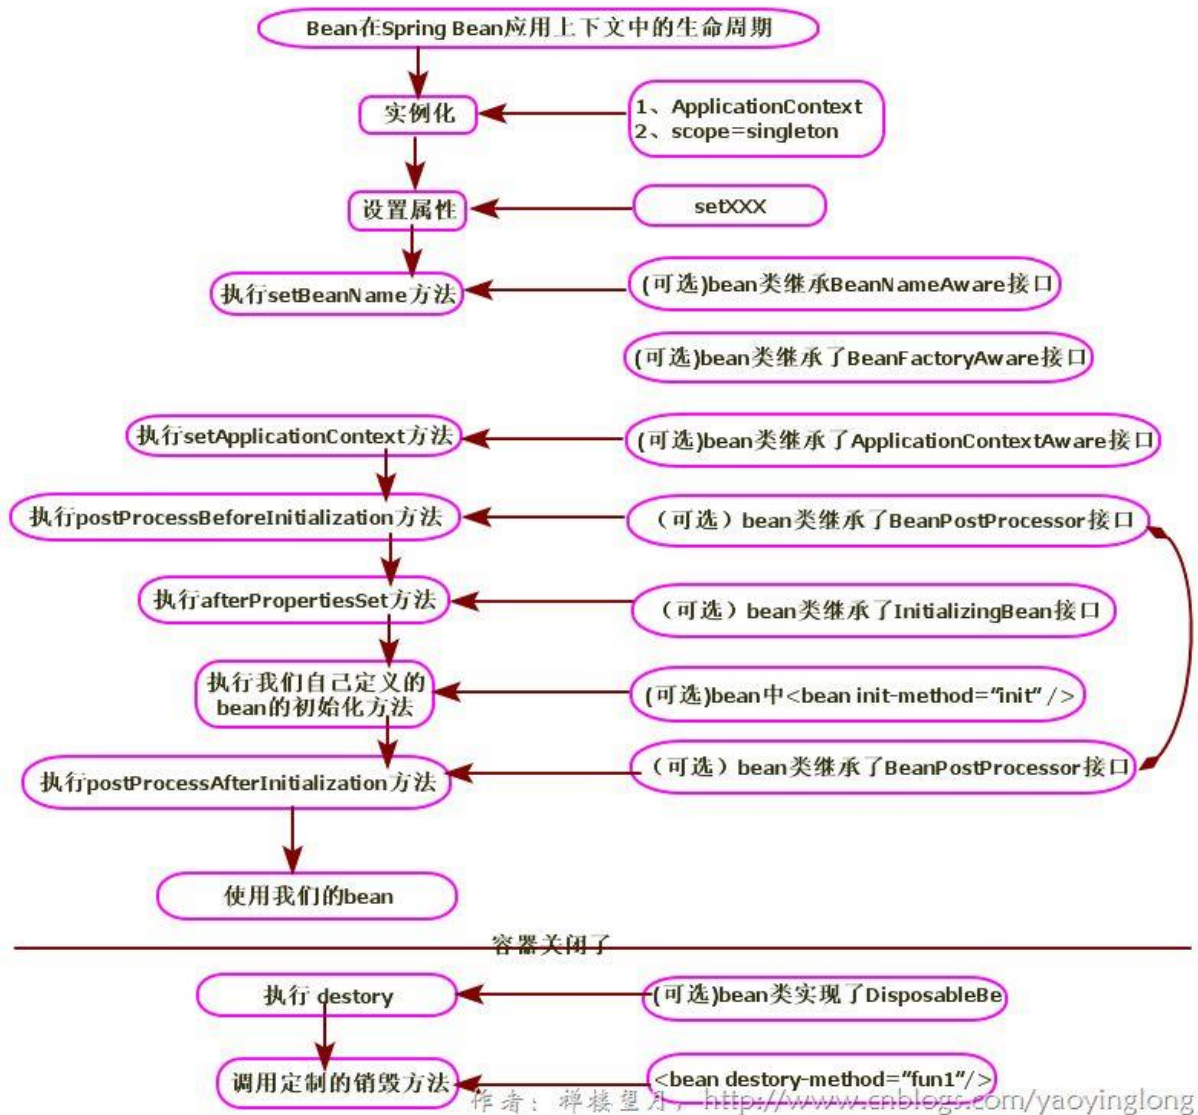 Bean在Spring Bean应用上下文中的生命周期
实例化
1、ApplicationContext
2、scope=singleton
设置属性
setXXX
执行setBeanName方法
(可选)bean类继承BeanNameAware接口
(可选)bean类继承了BeanFactoryAware接口
执行setApplicationContext方法
(可选)bean类继承了ApplicationContextAware接口
执行postProcessBeforeInitialization方法
（可选）bean类继承了BeanPostProcessor接口
执行afterPropertiesSet方法
（可选）bean类继承了InitializingBean接口
执行我们自己定义的
bean的初始化方法
(可选)bean中<bean init-method="init" />
执行postProcessAfterInitialization方法
（可选）bean类继承了BeanPostProcessor接口
使用我们的bean
容器关闭了
执行 destory
(可选)bean类实现了DisposableBe
调用定制的销毁方法
<bean destory-method="fun1"/>
作者：禅楼望月，http://www.cnblogs.com/yaoyinglong